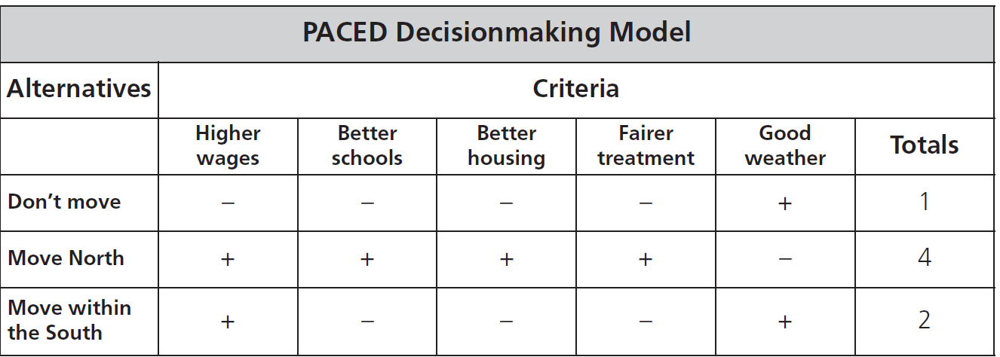 PACED Decisionmaking Model
Alternatives Criteria
Higher wages Better schools Better housing Fairer treatment Good weather Totals
Don’t move – – – – + 1
Move North + + + + – 4
Move within the South + – – – + 2